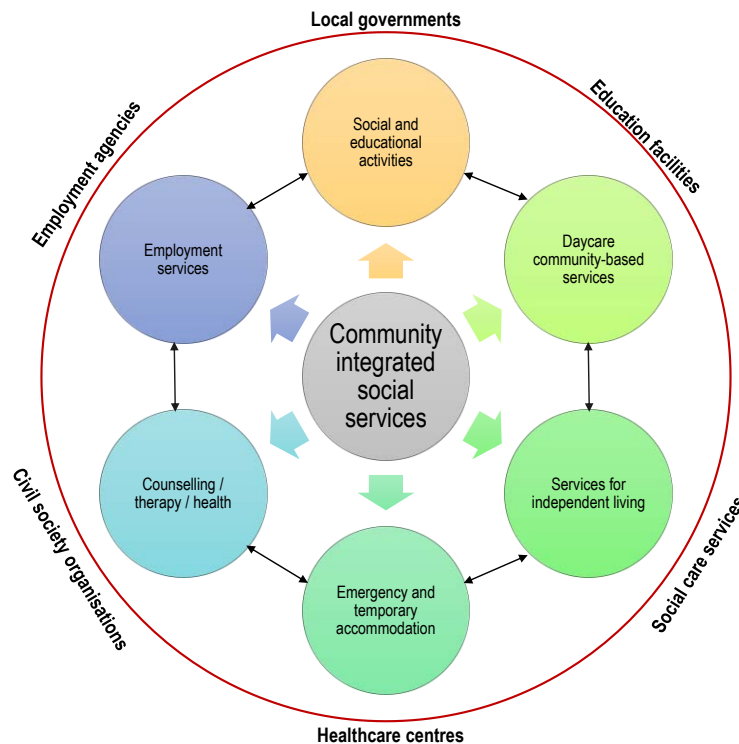 Local governments
Education facilities
Employment agencies
Social and
educational
activities
Employment
services
Daycare
community-based
services
Community
integrated
social
services
Counselling /
therapy / health
Services for
independent living
Emergency and
temporary
accommodation
Civil society organisations
Social care services
Healthcare centres